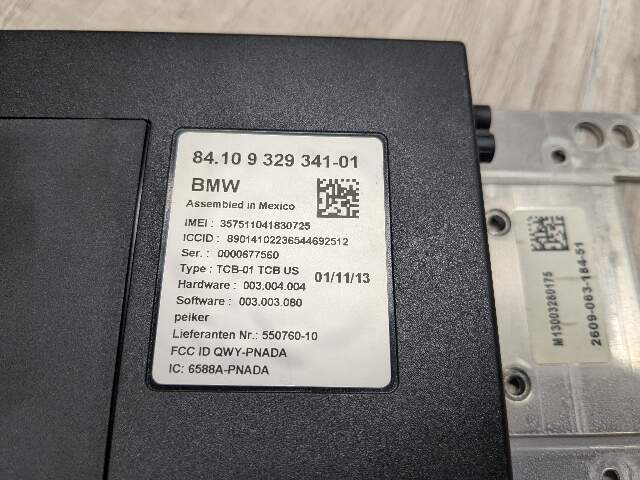 84.10 9 329 341-01
BMW
Assembled in Mexico
IMEI : 357511041830725
ICCID : 89014102236544692512
Ser. : 0000677560
Type : TCB-01 TCB US
01/11/13
Hardware : 003.004.004
Software : 003.003.080
peiker
Lieferanten Nr.: 550760-10
FCC ID QWY-PNADA
IC: 6588A-PNADA
M13003280175
2609-063-184-51